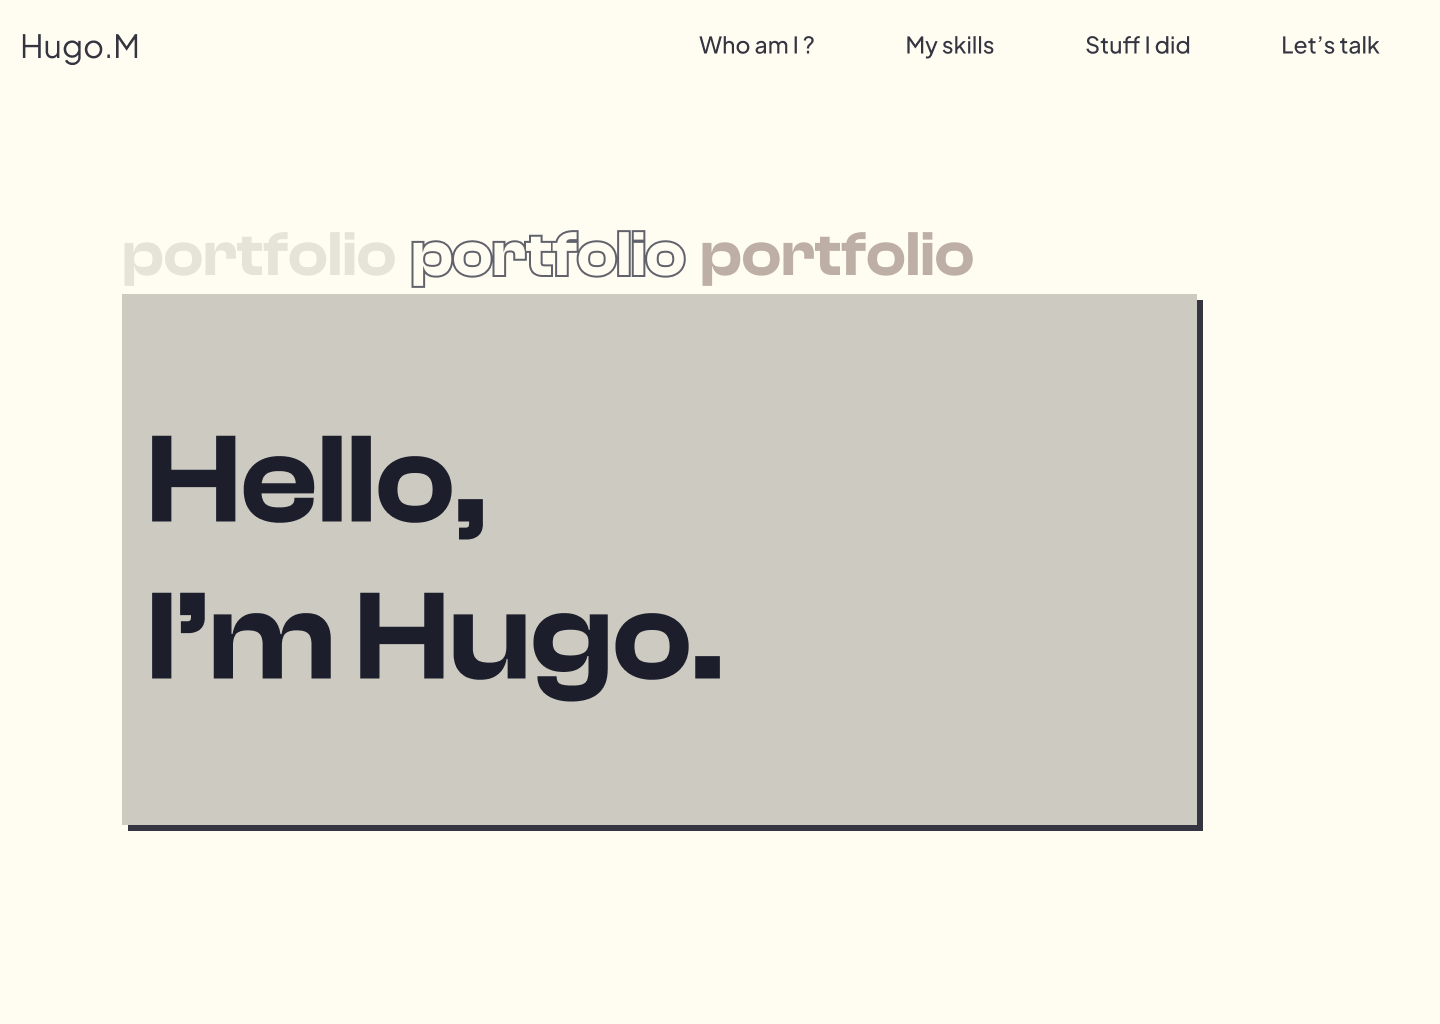 Hugo.M
Who am I ? My skills Stuff I did Let’s talk
portfolio portfolio portfolio
Hello,
I’m Hugo.